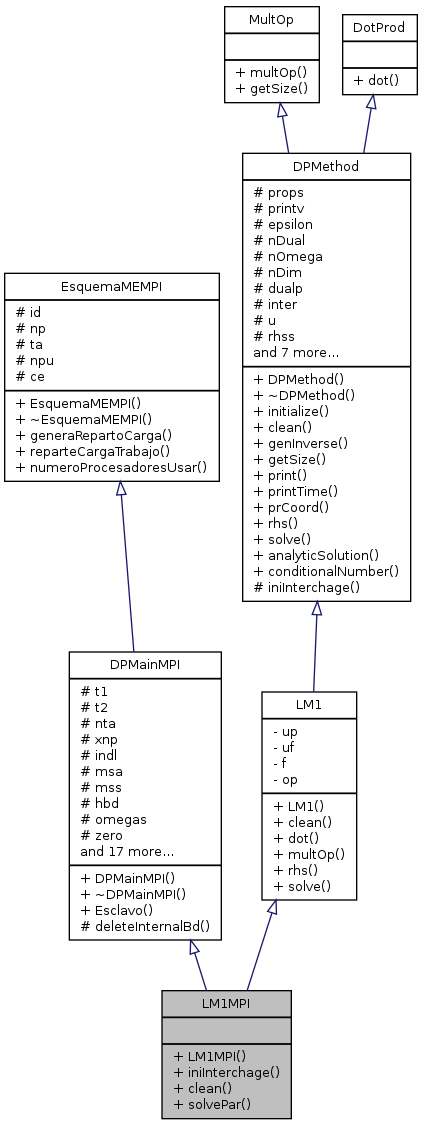 MultOp
+ multOp()
+ getSize()
DotProd
+ dot()
DPMethod
# props
# printv
# epsilon
# nDual
# nOmega
# nDim
# dualp
# inter
# u
# rhss
and 7 more...
+ DPMethod()
+ ~DPMethod()
+ initialize()
+ clean()
+ genInverse()
+ getSize()
+ print()
+ printTime()
+ prCoord()
+ rhs()
+ solve()
+ analyticSolution()
+ conditionalNumber()
# iniInterchage()
EsquemaMEMPI
# id
# np
# ta
# npu
# ce
+ EsquemaMEMPI()
+ ~EsquemaMEMPI()
+ generaRepartoCarga()
+ reparteCargaTrabajo()
+ numeroProcesadoresUsar()
DPMainMPI
# t1
# t2
# nta
# xnp
# indl
# msa
# mss
# hbd
# omegas
# zero
and 17 more...
+ DPMainMPI()
+ ~DPMainMPI()
+ Esclavo()
# deleteInternalBd()
LM1
- up
- uf
- f
- op
+ LM1()
+ clean()
+ dot()
+ multOp()
+ rhs()
+ solve()
LM1MPI
+ LM1MPI()
+ iniInterchage()
+ clean()
+ solvePar()